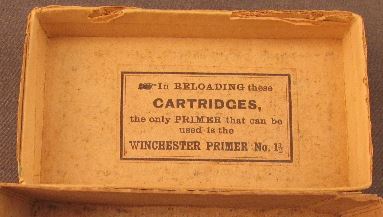 ☞ In RELOADING these
CARTRIDGES,
the only PRIMER that can be
used is the
WINCHESTER PRIMER No. 1½